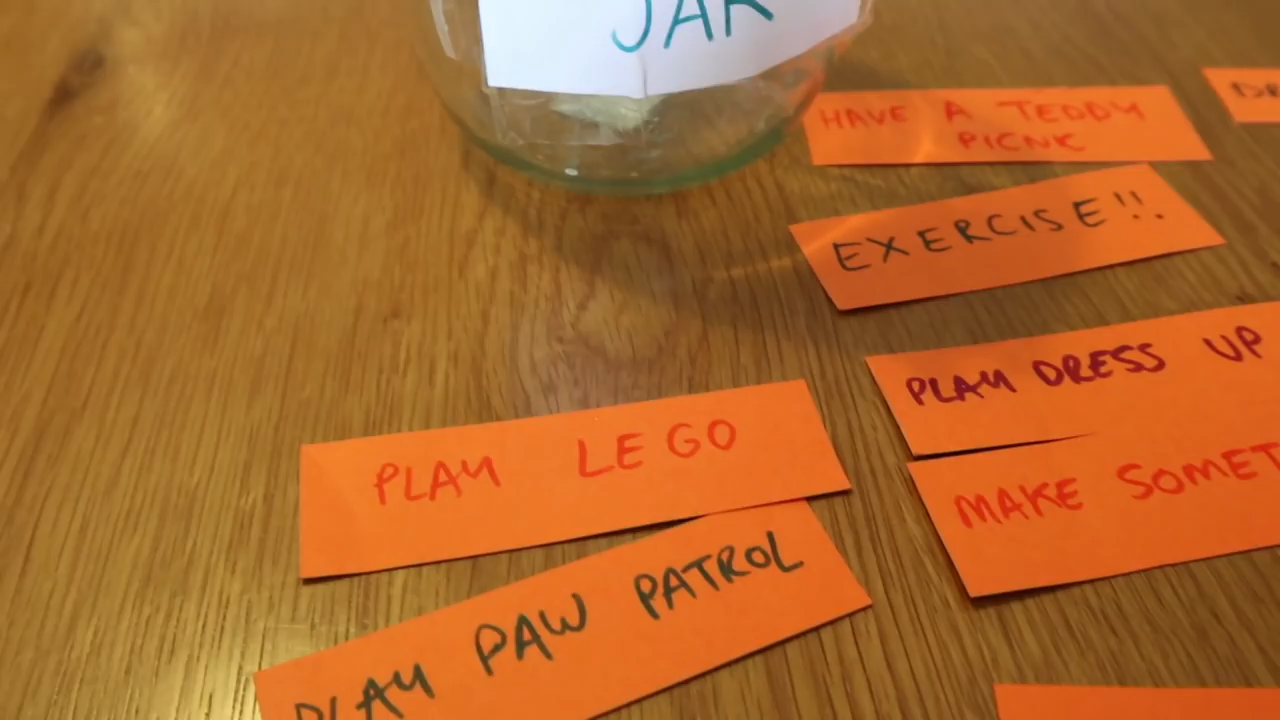 JAR
HAVE A TEDDY
PICNK
EXERCISE!!.
PLAY DRESS UP
MAKE SOMET
PLAY LEGO
PLAY PAW PATROL